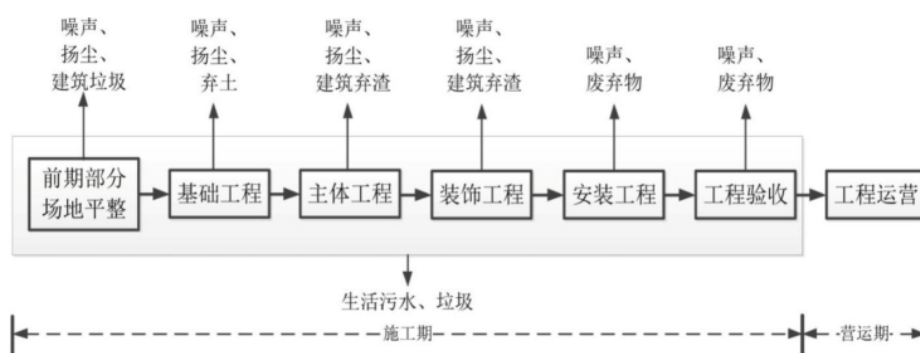 噪声、
扬尘、
建筑垃圾
噪声、
扬尘、
弃土
噪声、
扬尘、
建筑弃渣
噪声、
扬尘、
建筑弃渣
噪声、
废弃物
噪声、
废弃物
前期部分
场地平整
基础工程
主体工程
装饰工程
安装工程
工程验收
工程运营
生活污水、垃圾
施工期
营运期